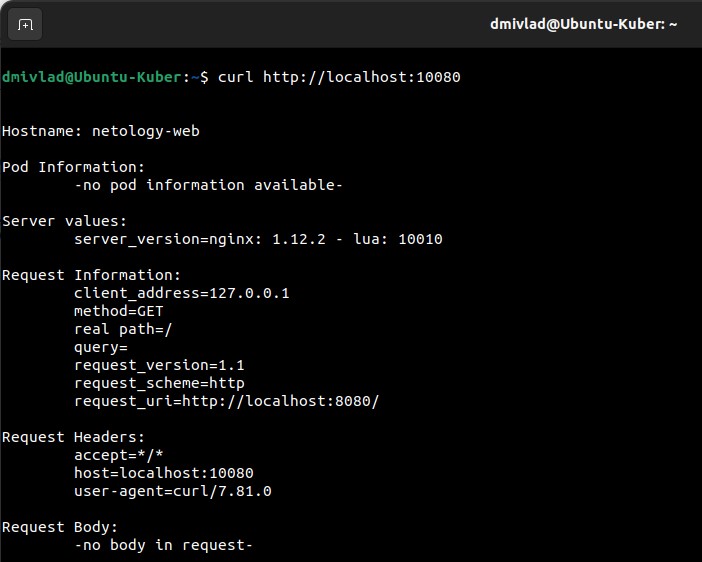 dmivlad@Ubuntu-Kuber: ~
dmivlad@Ubuntu-Kuber:~$ curl http://localhost:10080
Hostname: netology-web
Pod Information:
-no pod information available-
Server values:
server_version=nginx: 1.12.2 - lua: 10010
Request Information:
client_address=127.0.0.1
method=GET
real path=/
query=
request_version=1.1
request_scheme=http
request_uri=http://localhost:8080/
Request Headers:
accept=*/*
host=localhost:10080
user-agent=curl/7.81.0
Request Body:
-no body in request-